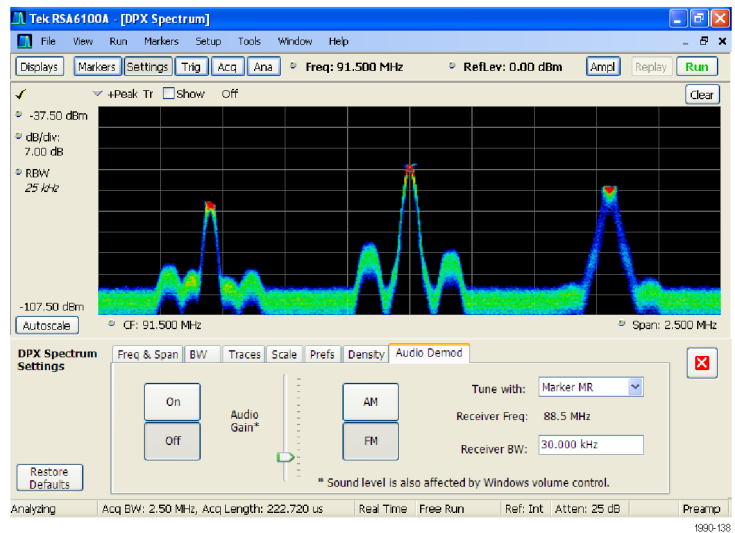 Tek RSA6100A - [DPX Spectrum]
File View Run Markers Setup Tools Window Help
Displays Markers Settings Trig Acq Ana Freq: 91.500 MHz RefLev: 0.00 dBm Ampl Replay Run
+Peak Tr Show Off Clear
-37.50 dBm
dB/div:
7.00 dB
RBW
25 kHz
-107.50 dBm
Autoscale CF: 91.500 MHz Span: 2.500 MHz
DPX Spectrum
Settings
Freq & Span BW Traces Scale Prefs Density Audio Demod
On
Off
Audio
Gain*
AM
FM
Tune with: Marker MR
Receiver Freq: 88.5 MHz
Receiver BW: 30.000 kHz
* Sound level is also affected by Windows volume control.
Restore
Defaults
Analyzing Acq BW: 2.50 MHz, Acq Length: 222.720 us Real Time Free Run Ref: Int Atten: 25 dB Preamp
1990-138